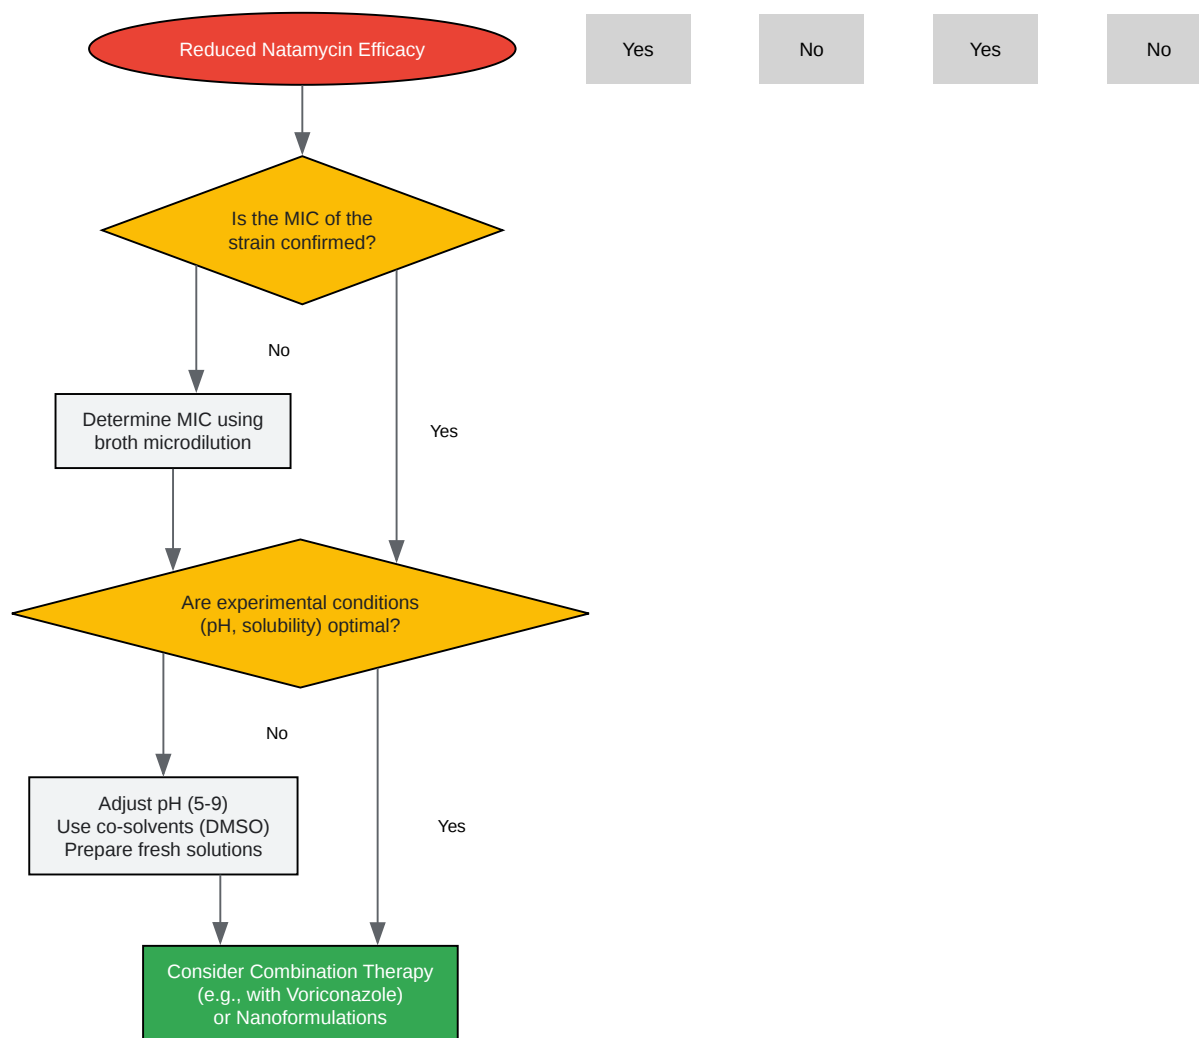 Reduced Natamycin Efficacy
Yes
No
Yes
No
Is the MIC of the
strain confirmed?
No
Determine MIC using
broth microdilution
Yes
Are experimental conditions
(pH, solubility) optimal?
No
Adjust pH (5-9)
Use co-solvents (DMSO)
Prepare fresh solutions
Yes
Consider Combination Therapy
(e.g., with Voriconazole)
or Nanoformulations